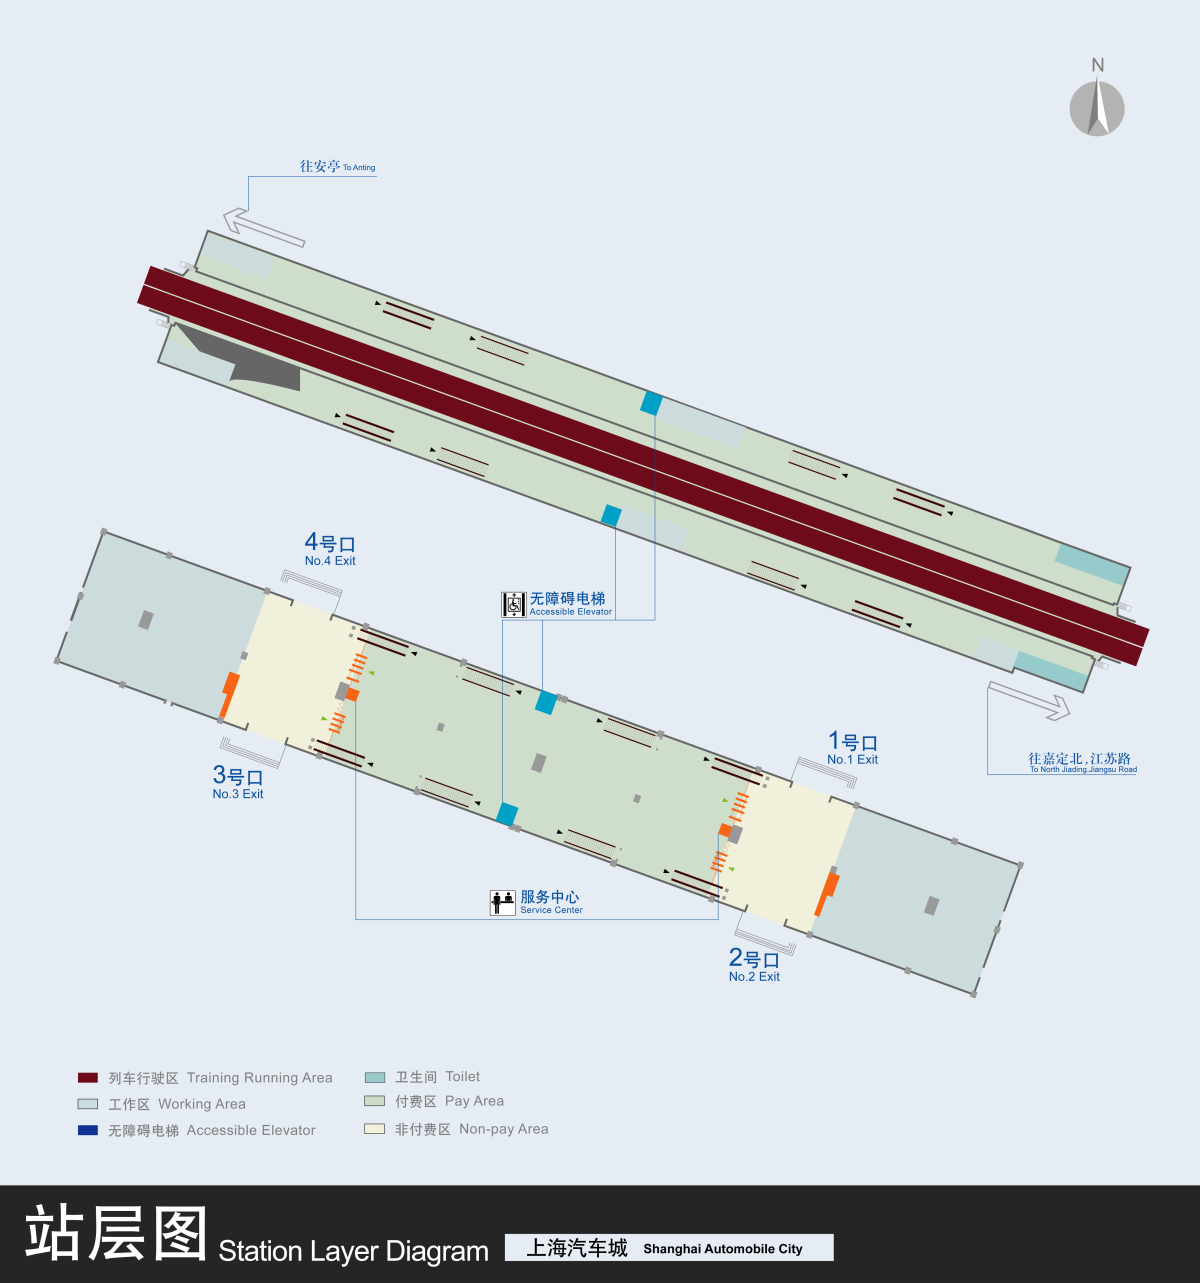 N
往安亭 To Anting
4号口
No.4 Exit
无障碍电梯
Accessible Elevator
3号口
No.3 Exit
1号口
No.1 Exit
往嘉定北,江苏路
To North Jiading,Jiangsu Road
服务中心
Service Center
2号口
No.2 Exit
列车行驶区 Training Running Area
卫生间 Toilet
工作区 Working Area
付费区 Pay Area
无障碍电梯 Accessible Elevator
非付费区 Non-pay Area
站层图 Station Layer Diagram
上海汽车城 Shanghai Automobile City